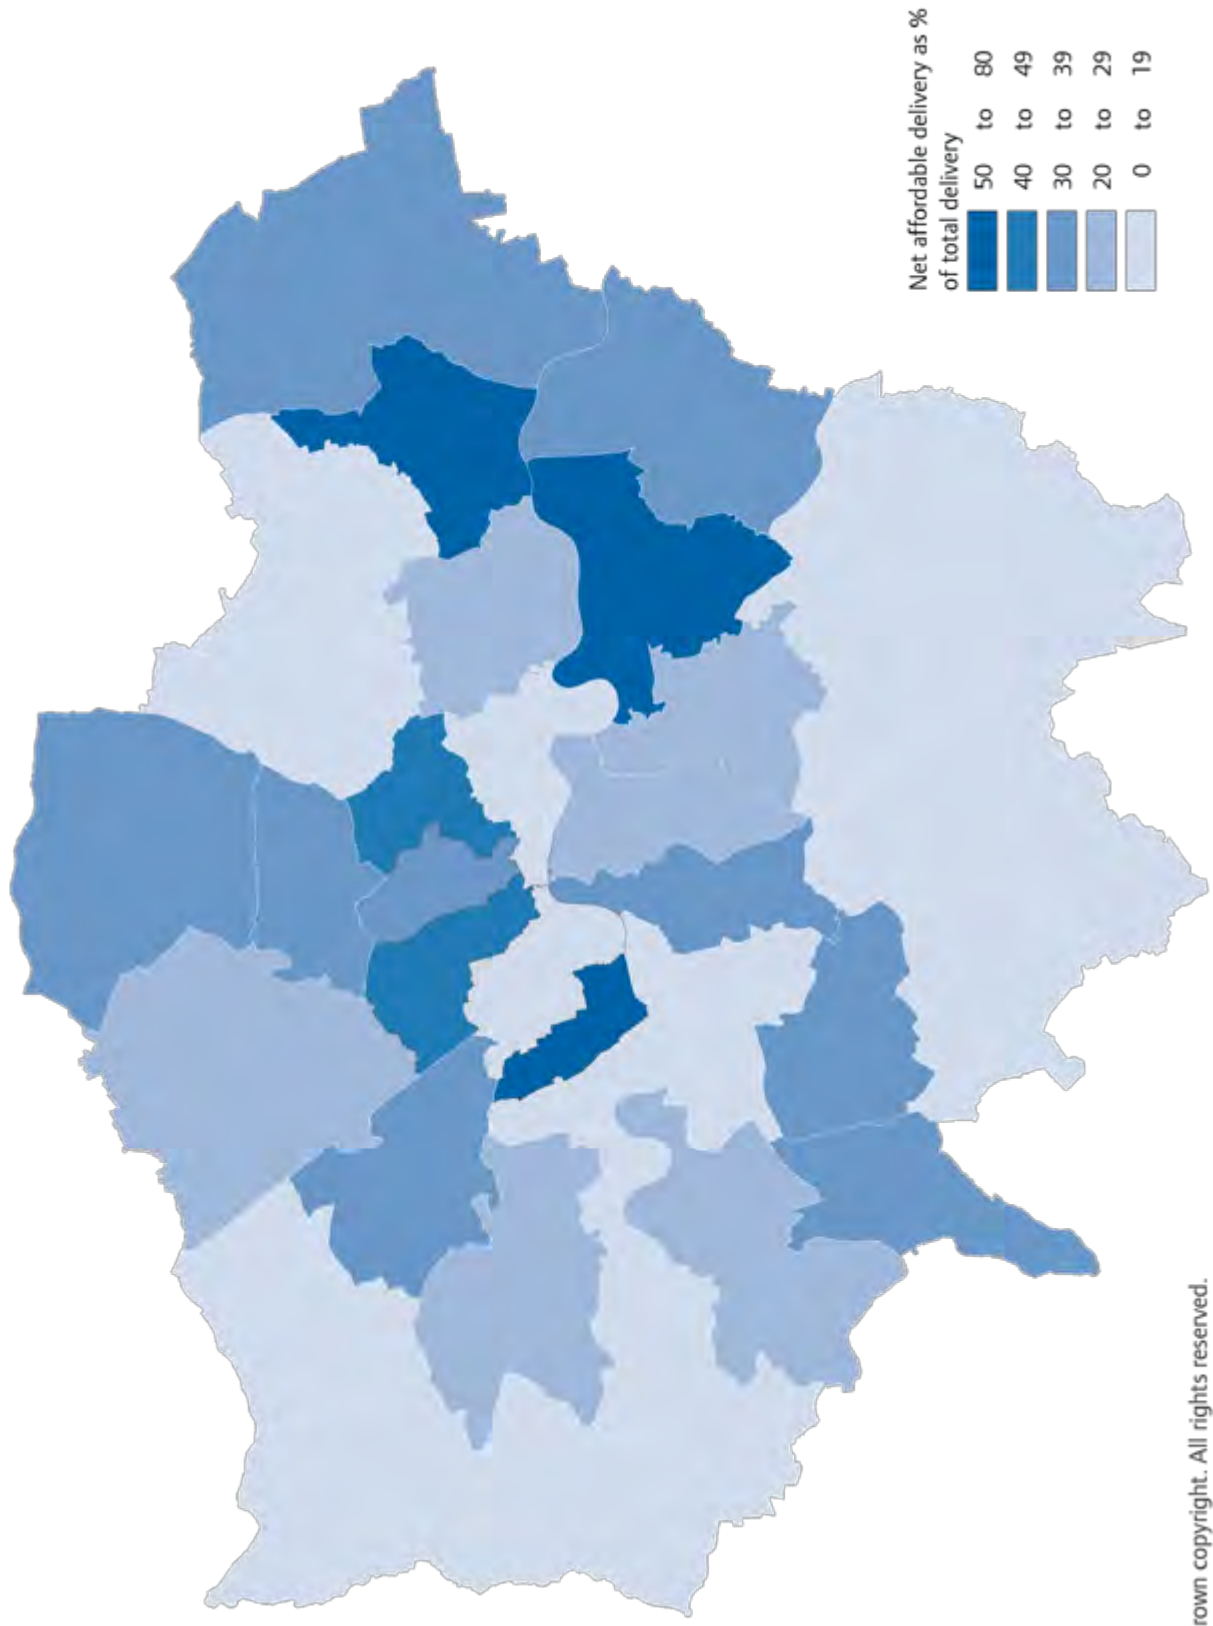 Net affordable delivery as %
of total delivery
50 to 80
40 to 49
30 to 39
20 to 29
0 to 19
rown copyright. All rights reserved.